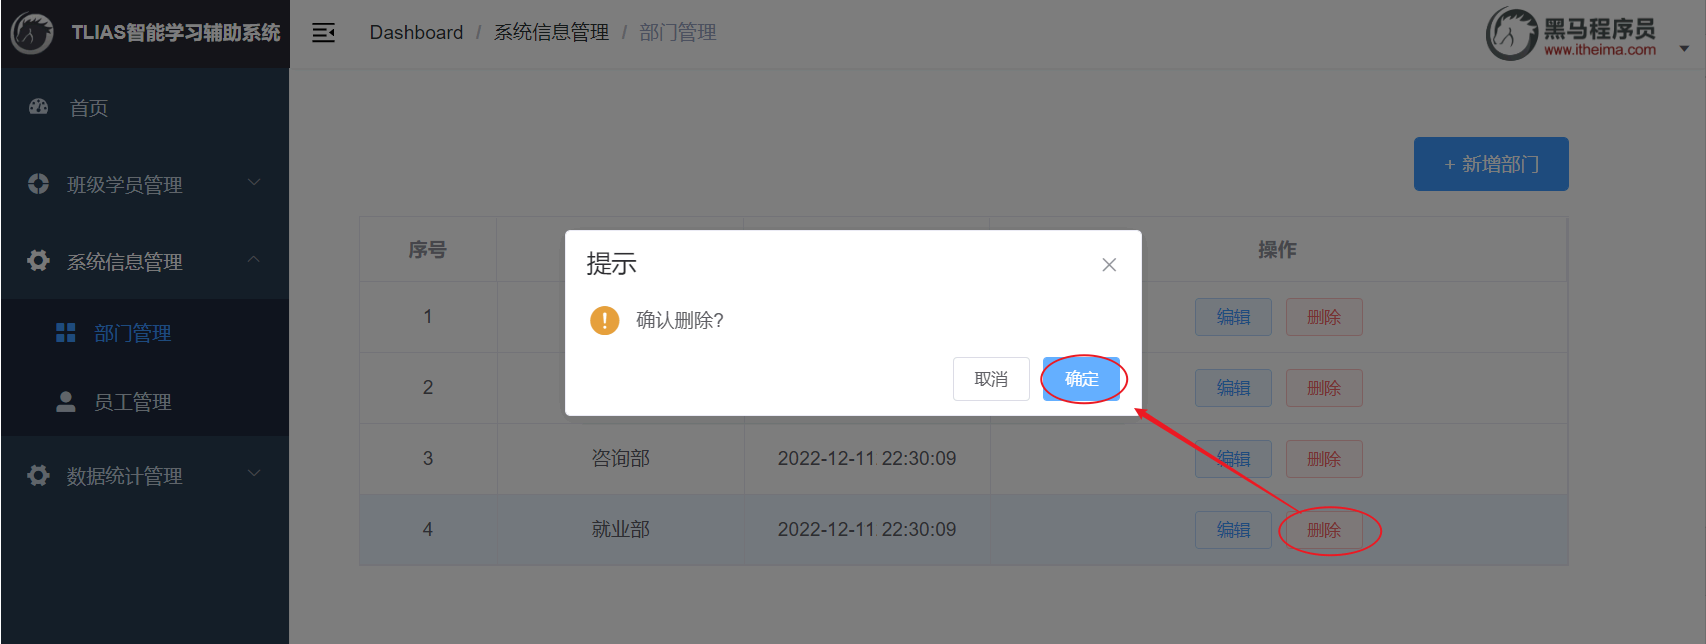 TLIAS智能学习辅助系统
Dashboard / 系统信息管理 / 部门管理
黑马程序员
www.itheima.com
首页
班级学员管理
系统信息管理
部门管理
员工管理
数据统计管理
+ 新增部门
序号 操作
1 编辑 删除
2 编辑 删除
3 咨询部 2022-12-11 22:30:09 编辑 删除
4 就业部 2022-12-11 22:30:09 编辑 删除
提示
确认删除?
取消 确定